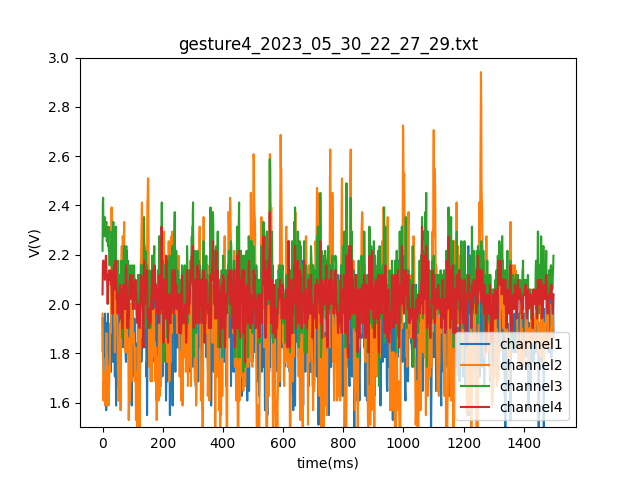 gesture4_2023_05_30_22_27_29.txt
3.0
2.8
2.6
2.4
2.2
2.0
1.8
1.6
V(V)
channel1
channel2
channel3
channel4
0 200 400 600 800 1000 1200 1400
time(ms)